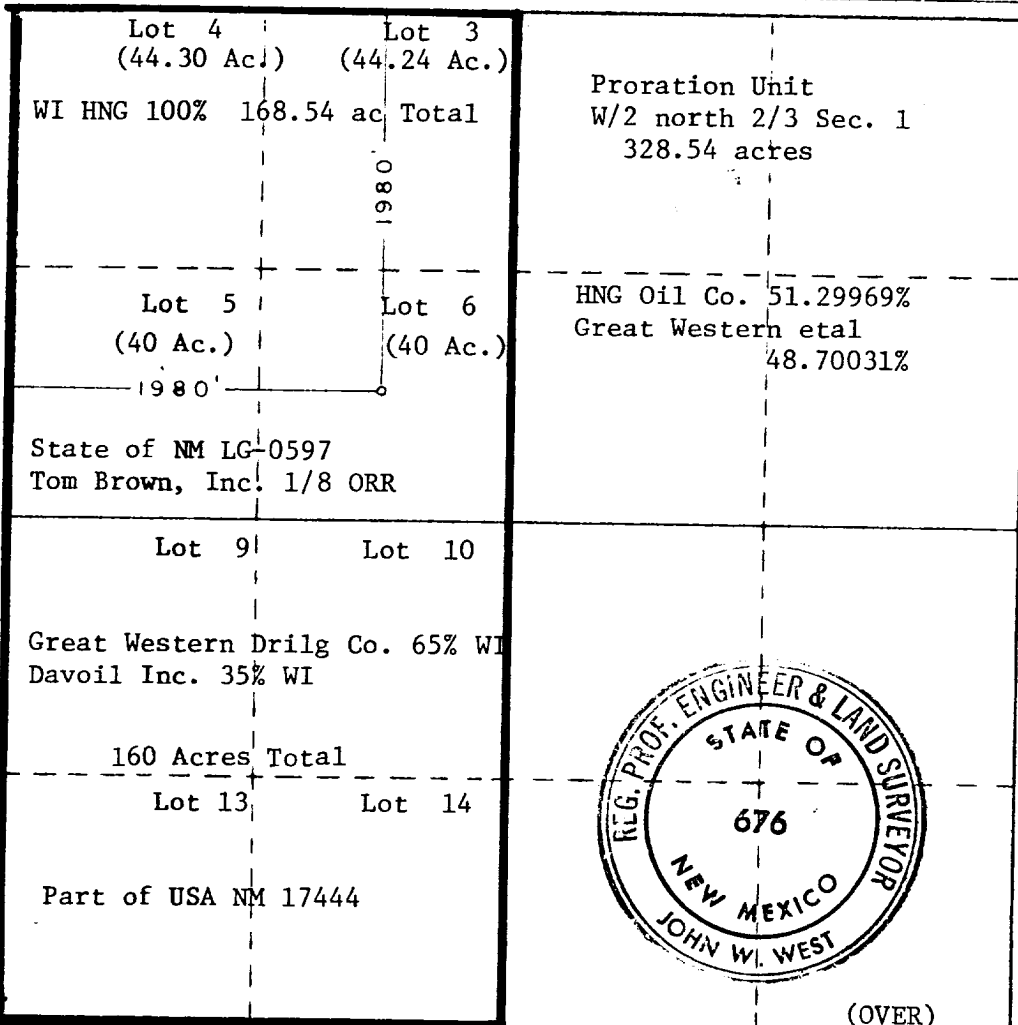 Lot 4
(44.30 Ac.)
Lot 3
(44.24 Ac.)
WI HNG 100% 168.54 ac Total
1980'
Lot 5
(40 Ac.)
Lot 6
(40 Ac.)
1980'
State of NM LG-0597
Tom Brown, Inc. 1/8 ORR
Lot 9
Lot 10
Great Western Drilg Co. 65% WI
Davoil Inc. 35% WI
160 Acres Total
Lot 13
Lot 14
Part of USA NM 17444
Proration Unit
W/2 north 2/3 Sec. 1
328.54 acres
HNG Oil Co. 51.29969%
Great Western etal
48.70031%
REG. PROF. ENGINEER & LAND SURVEYOR
STATE OF
676
NEW MEXICO
JOHN W. WEST
(OVER)